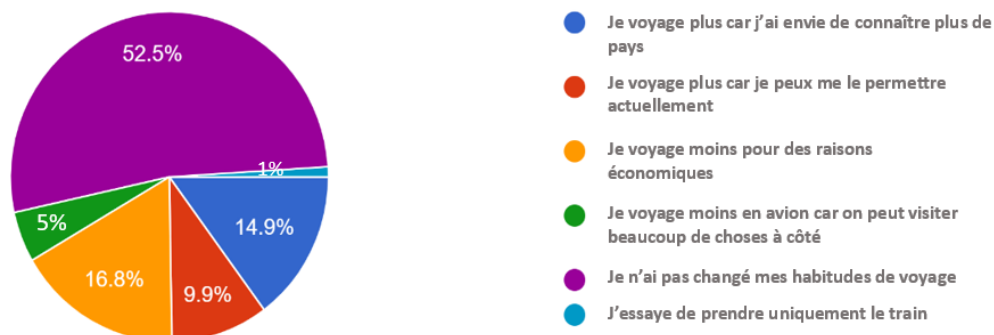 52.5%
1%
14.9%
9.9%
16.8%
5%
Je voyage plus car j'ai envie de connaître plus de
pays
Je voyage plus car je peux me le permettre
actuellement
Je voyage moins pour des raisons
économiques
Je voyage moins en avion car on peut visiter
beaucoup de choses à côté
Je n'ai pas changé mes habitudes de voyage
J'essaye de prendre uniquement le train